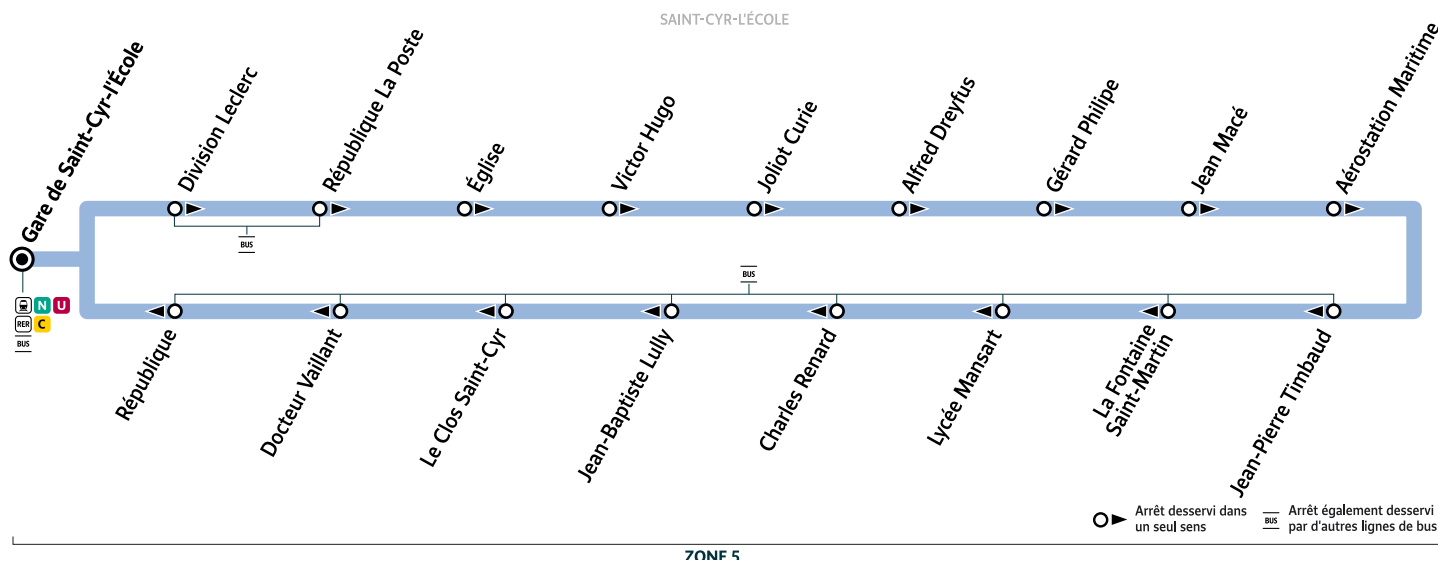 SAINT-CYR-L'ÉCOLE
Gare de Saint-Cyr-l'École
Division Leclerc
République La Poste
Église
Victor Hugo
Joliot Curie
Alfred Dreyfus
Gérard Philipe
Jean Macé
Aérostation Maritime
BUS
BUS
N U
RER C
BUS
République
Docteur Vaillant
Le Clos Saint-Cyr
Jean-Baptiste Lully
Charles Renard
Lycée Mansart
La Fontaine
Saint-Martin
Jean-Pierre Timbaud
Arrêt desservi dans
un seul sens
BUS
Arrêt également desservi
par d'autres lignes de bus
ZONE 5